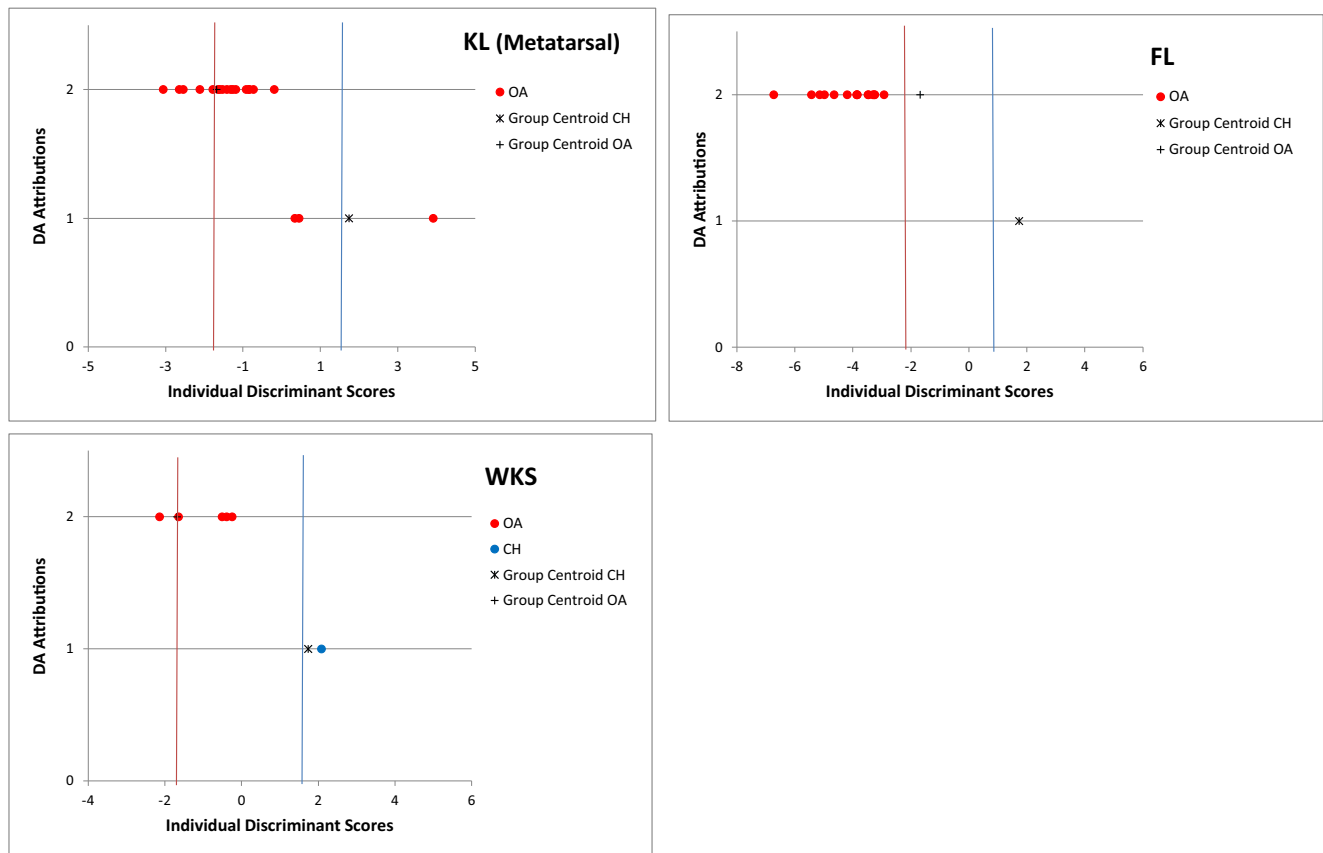 KL (Metatarsal)
OA
Group Centroid CH
Group Centroid OA
DA Attributions
2
1
0
-5 -3 -1 1 3 5
Individual Discriminant Scores
FL
OA
Group Centroid CH
Group Centroid OA
DA Attributions
2
1
0
-8 -6 -4 -2 0 2 4 6
Individual Discriminant Scores
WKS
OA
CH
Group Centroid CH
Group Centroid OA
DA Attributions
2
1
0
-4 -2 0 2 4 6
Individual Discriminant Scores